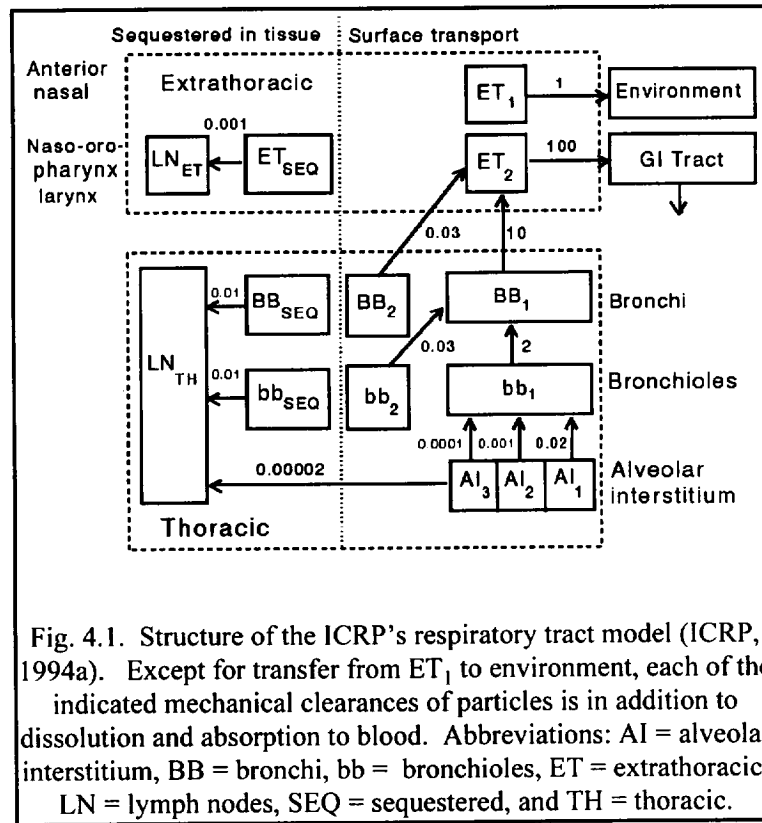 Sequestered in tissue
Surface transport
Anterior nasal
Extrathoracic
ET1
1
Environment
Naso-oro-
pharynx
larynx
LNET
0.001
ETSEQ
ET2
100
GI Tract
0.03
10
LNTH
0.01
BBSEQ
BB2
BB1
Bronchi
0.03
2
0.01
bbSEQ
bb2
bb1
Bronchioles
0.0001
0.001
0.02
0.00002
AI3
AI2
AI1
Alveolar
interstitium
Thoracic
Fig. 4.1. Structure of the ICRP's respiratory tract model (ICRP,
1994a). Except for transfer from ET1 to environment, each of the
indicated mechanical clearances of particles is in addition to
dissolution and absorption to blood. Abbreviations: AI = alveola
interstitium, BB = bronchi, bb = bronchioles, ET = extrathoracic
LN = lymph nodes, SEQ = sequestered, and TH = thoracic.